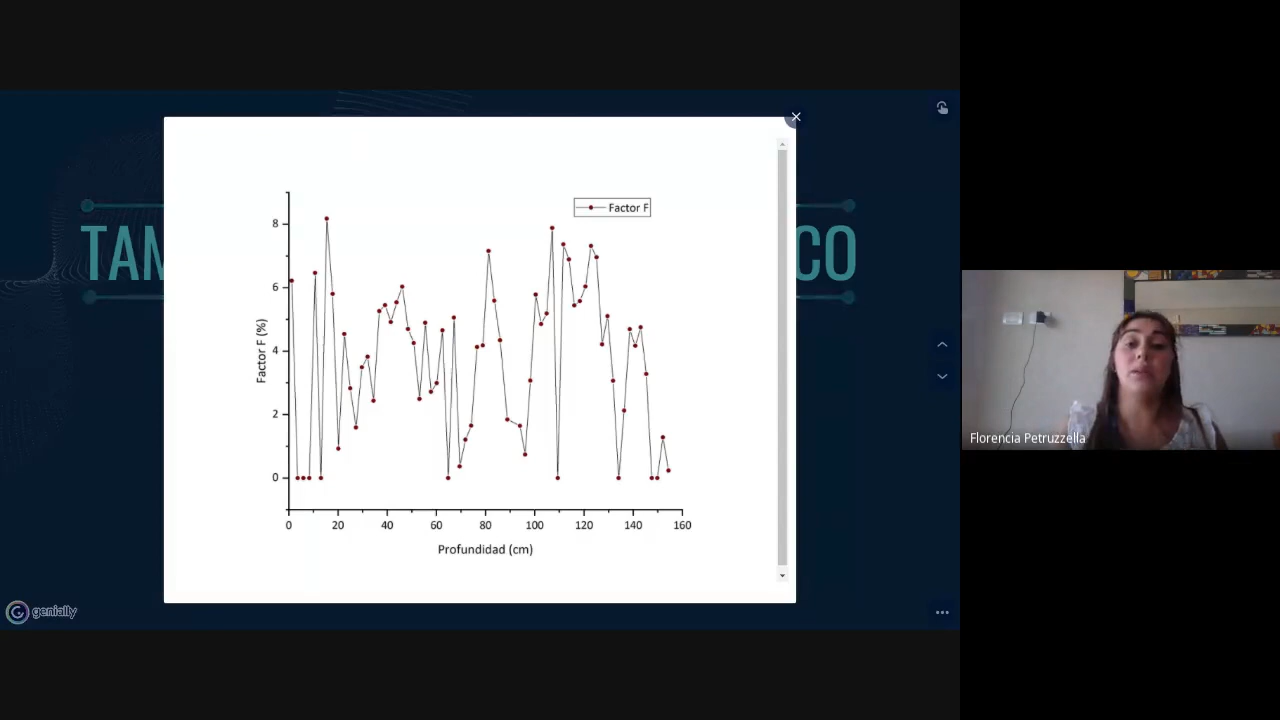 TAM
CO
Factor F
8
6
4
2
0
Factor F (%)
0 20 40 60 80 100 120 140 160
Profundidad (cm)
Florencia Petruzzella
genially